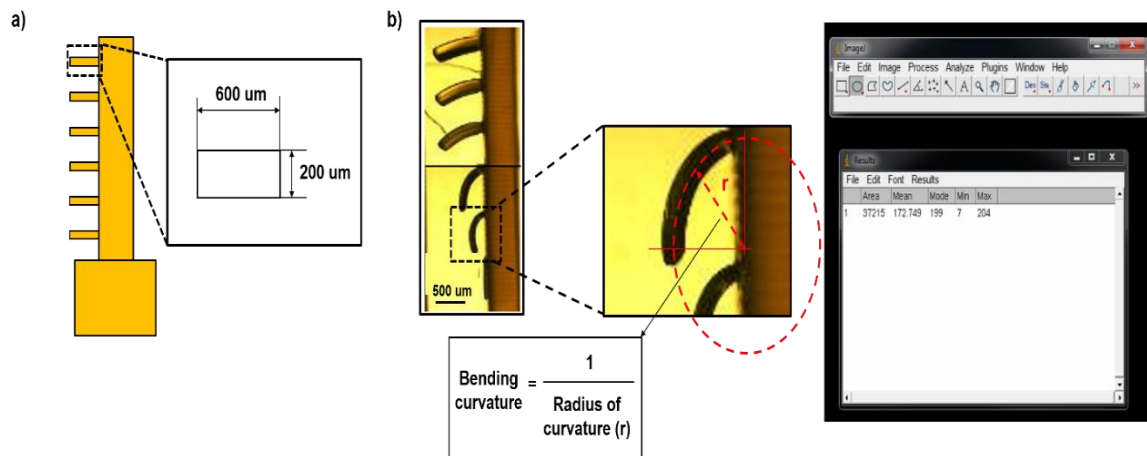 a)
600 um
200 um
b)
500 um
r
Bending
curvature
=
1
Radius of
curvature (r)
ImageJ
File Edit Image Process Analyze Plugins Window Help
Dev Stk >>
Results
File Edit Font Results
Area Mean Mode Min Max
1 37215 172.749 199 7 204